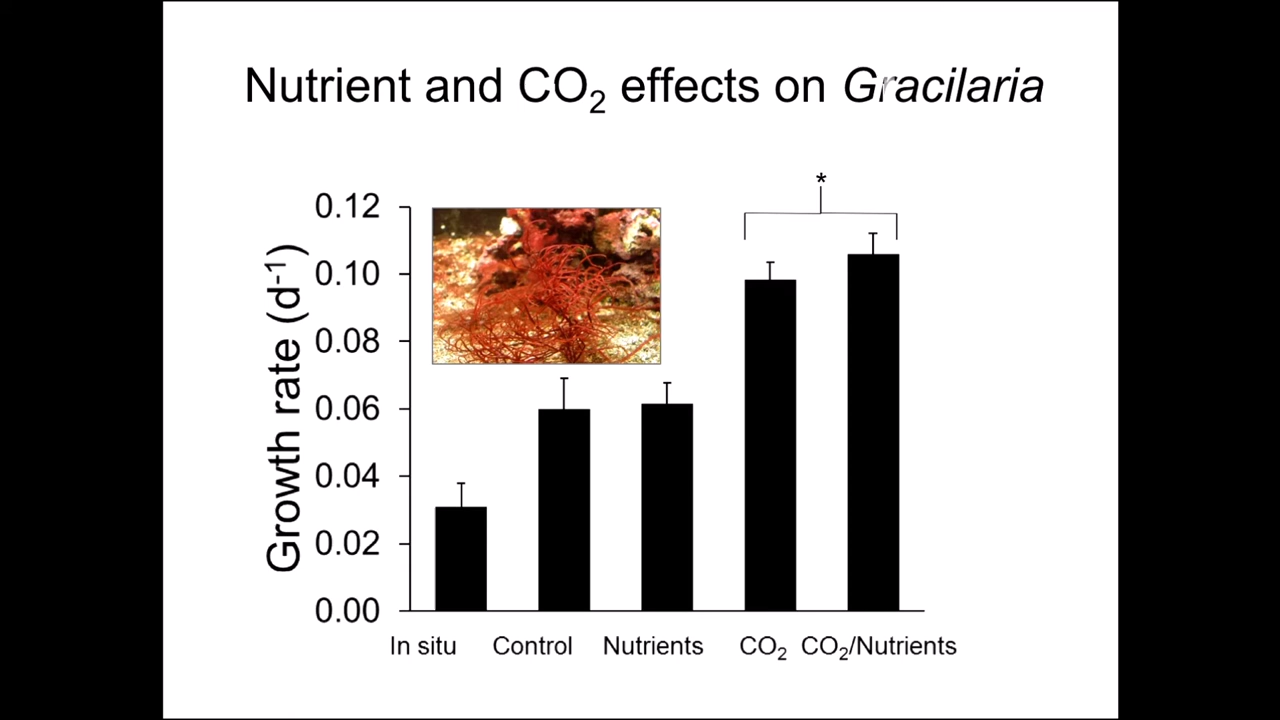 Nutrient and CO₂ effects on Gracilaria
*
Growth rate (d⁻¹)
0.12
0.10
0.08
0.06
0.04
0.02
0.00
In situ Control Nutrients CO₂ CO₂/Nutrients